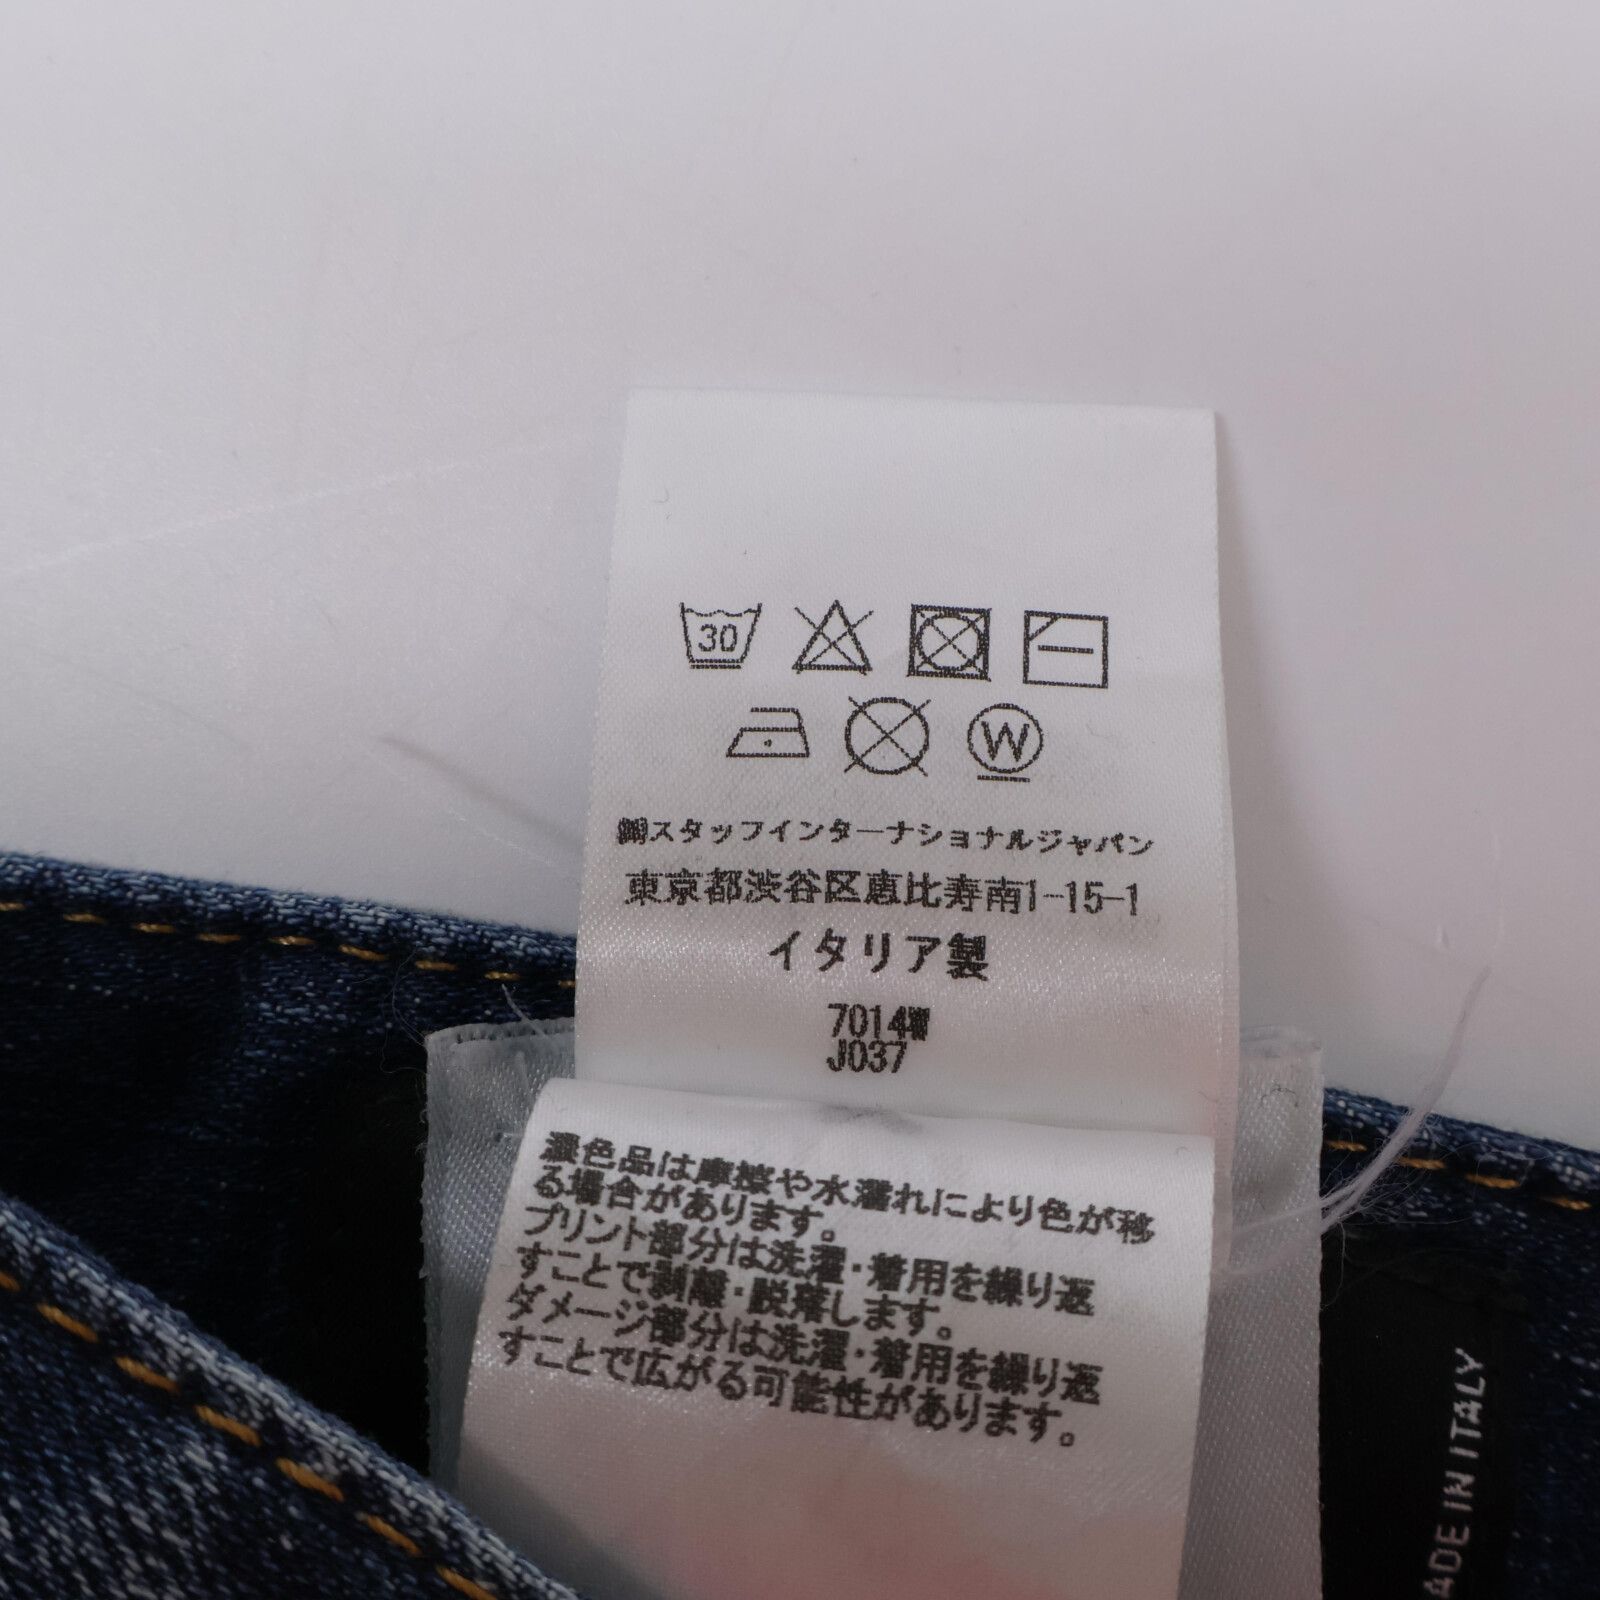 30
W
㈱スタッフインターナショナルジャパン
東京都渋谷区恵比寿南1-15-1
イタリア製
7014W
J037
濃色品は摩擦や水濡れにより色が移
る場合があります。
プリント部分は洗濯・着用を繰り返
すことで剥離・脱落します。
ダメージ部分は洗濯・着用を繰り返
すことで広がる可能性があります。
ADE IN ITALY